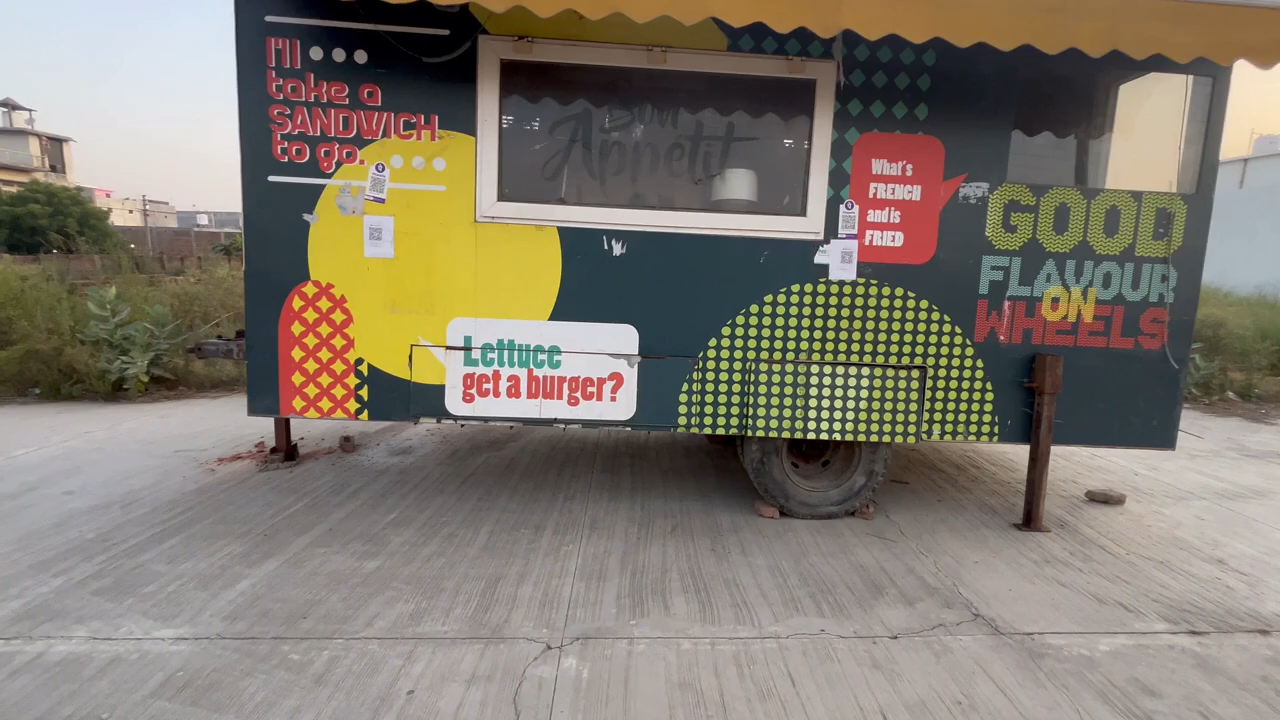 I'll
take a
SANDWICH
to go.
Bon
Appetit
What's
FRENCH
and is
FRIED
GOOD
FLAVOUR
ON
WHEELS
Lettuce
get a burger?